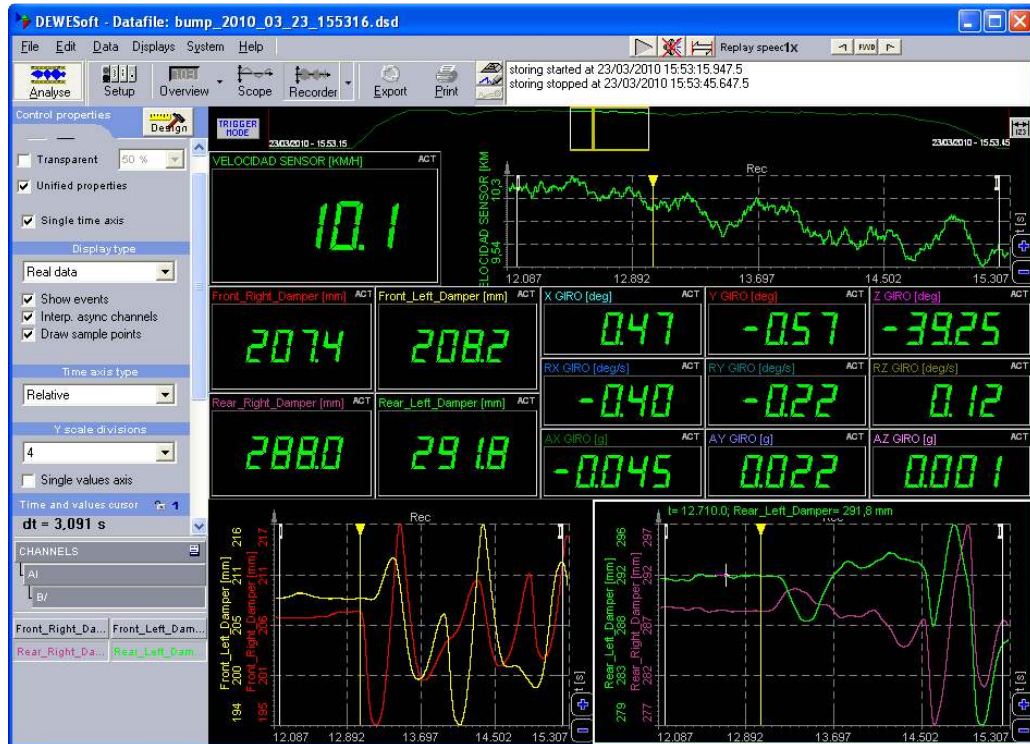 DEWESoft - Datafile: bump_2010_03_23_155316.dsd
File Edit Data Displays System Help
Replay speed 1x
FWD
Analyse Setup Overview Scope Recorder Export Print
storing started at 23/03/2010 15:53:15.947.5
storing stopped at 23/03/2010 15:53:45.647.5
Control properties
Design
Transparent 50 %
Unified properties
Single time axis
Display type
Real data
Show events
Interp. async channels
Draw sample points
Time axis type
Relative
Y scale divisions
4
Single values axis
Time and values cursor 1
dt = 3,091 s
CHANNELS
AI
B/
Front_Right_Da... Front_Left_Dam...
Rear_Right_Da... Rear_Left_Dam...
TRIGGER MODE
23/03/2010 - 15.53.15
23/03/2010 - 15.53.45
123
VELOCIDAD SENSOR [KM/H] ACT
10.1
Rec
VELOCIDAD SENSOR [KM
10,3
9,54
t [s]
12.087 12.892 13.697 14.502 15.307
Front_Right_Damper [mm] ACT
207.4
Front_Left_Damper [mm] ACT
208.2
X GIRO [deg] ACT
0.47
Y GIRO [deg] ACT
-0.57
Z GIRO [deg] ACT
-39.25
RX GIRO [deg/s] ACT
-0.40
RY GIRO [deg/s] ACT
-0.22
RZ GIRO [deg/s] ACT
0.12
Rear_Right_Damper [mm] ACT
288.0
Rear_Left_Damper [mm] ACT
291.8
AX GIRO [g] ACT
-0.045
AY GIRO [g] ACT
0.022
AZ GIRO [g] ACT
0.001
Rec
Front_Left_Damper [mm]
216 211 205 200 194
Front_Right_Damper [mm]
217 211 206 201 195
t [s]
12.087 12.892 13.697 14.502 15.307
t= 12.710.0; Rear_Left_Damper= 291,8 mm
Rec
Rear_Left_Damper [mm]
296 292 288 283 279
Rear_Right_Damper [mm]
297 292 287 282 277
t [s]
12.087 12.892 13.697 14.502 15.307